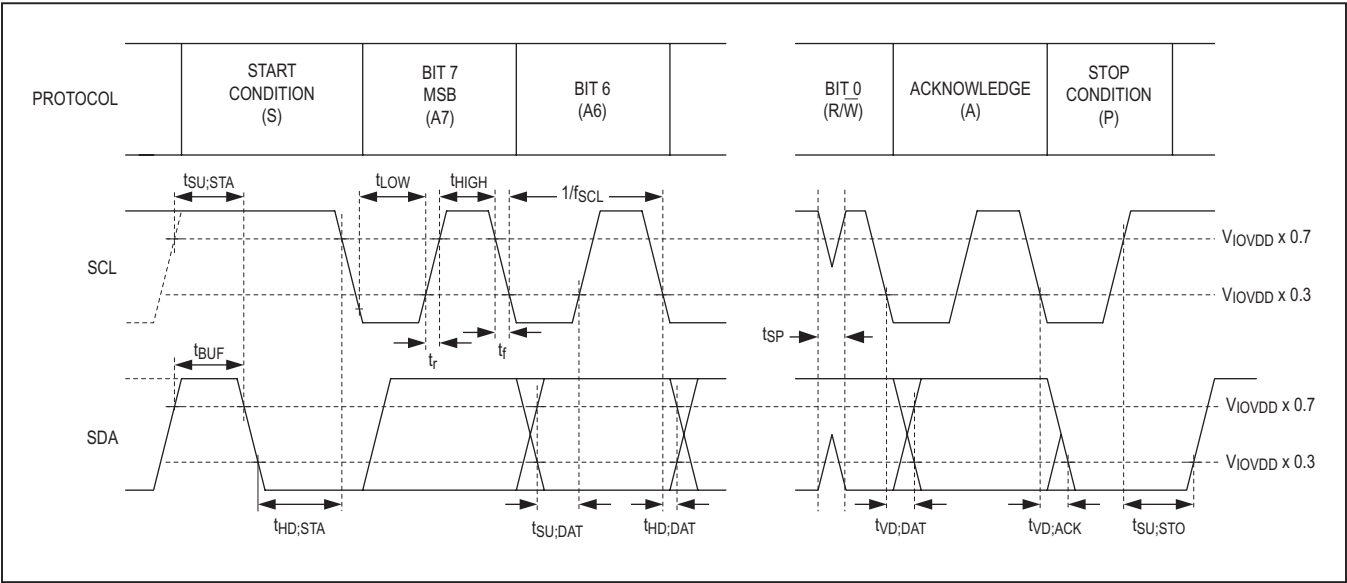 PROTOCOL
START
CONDITION
(S)
BIT 7
MSB
(A7)
BIT 6
(A6)
BIT 0
(R/W̅)
ACKNOWLEDGE
(A)
STOP
CONDITION
(P)
tSU;STA
tLOW
tHIGH
1/fSCL
VIOVDD x 0.7
SCL
VIOVDD x 0.3
tBUF
tr
tf
tSP
VIOVDD x 0.7
SDA
VIOVDD x 0.3
tHD;STA
tSU;DAT
tHD;DAT
tVD;DAT
tVD;ACK
tSU;STO